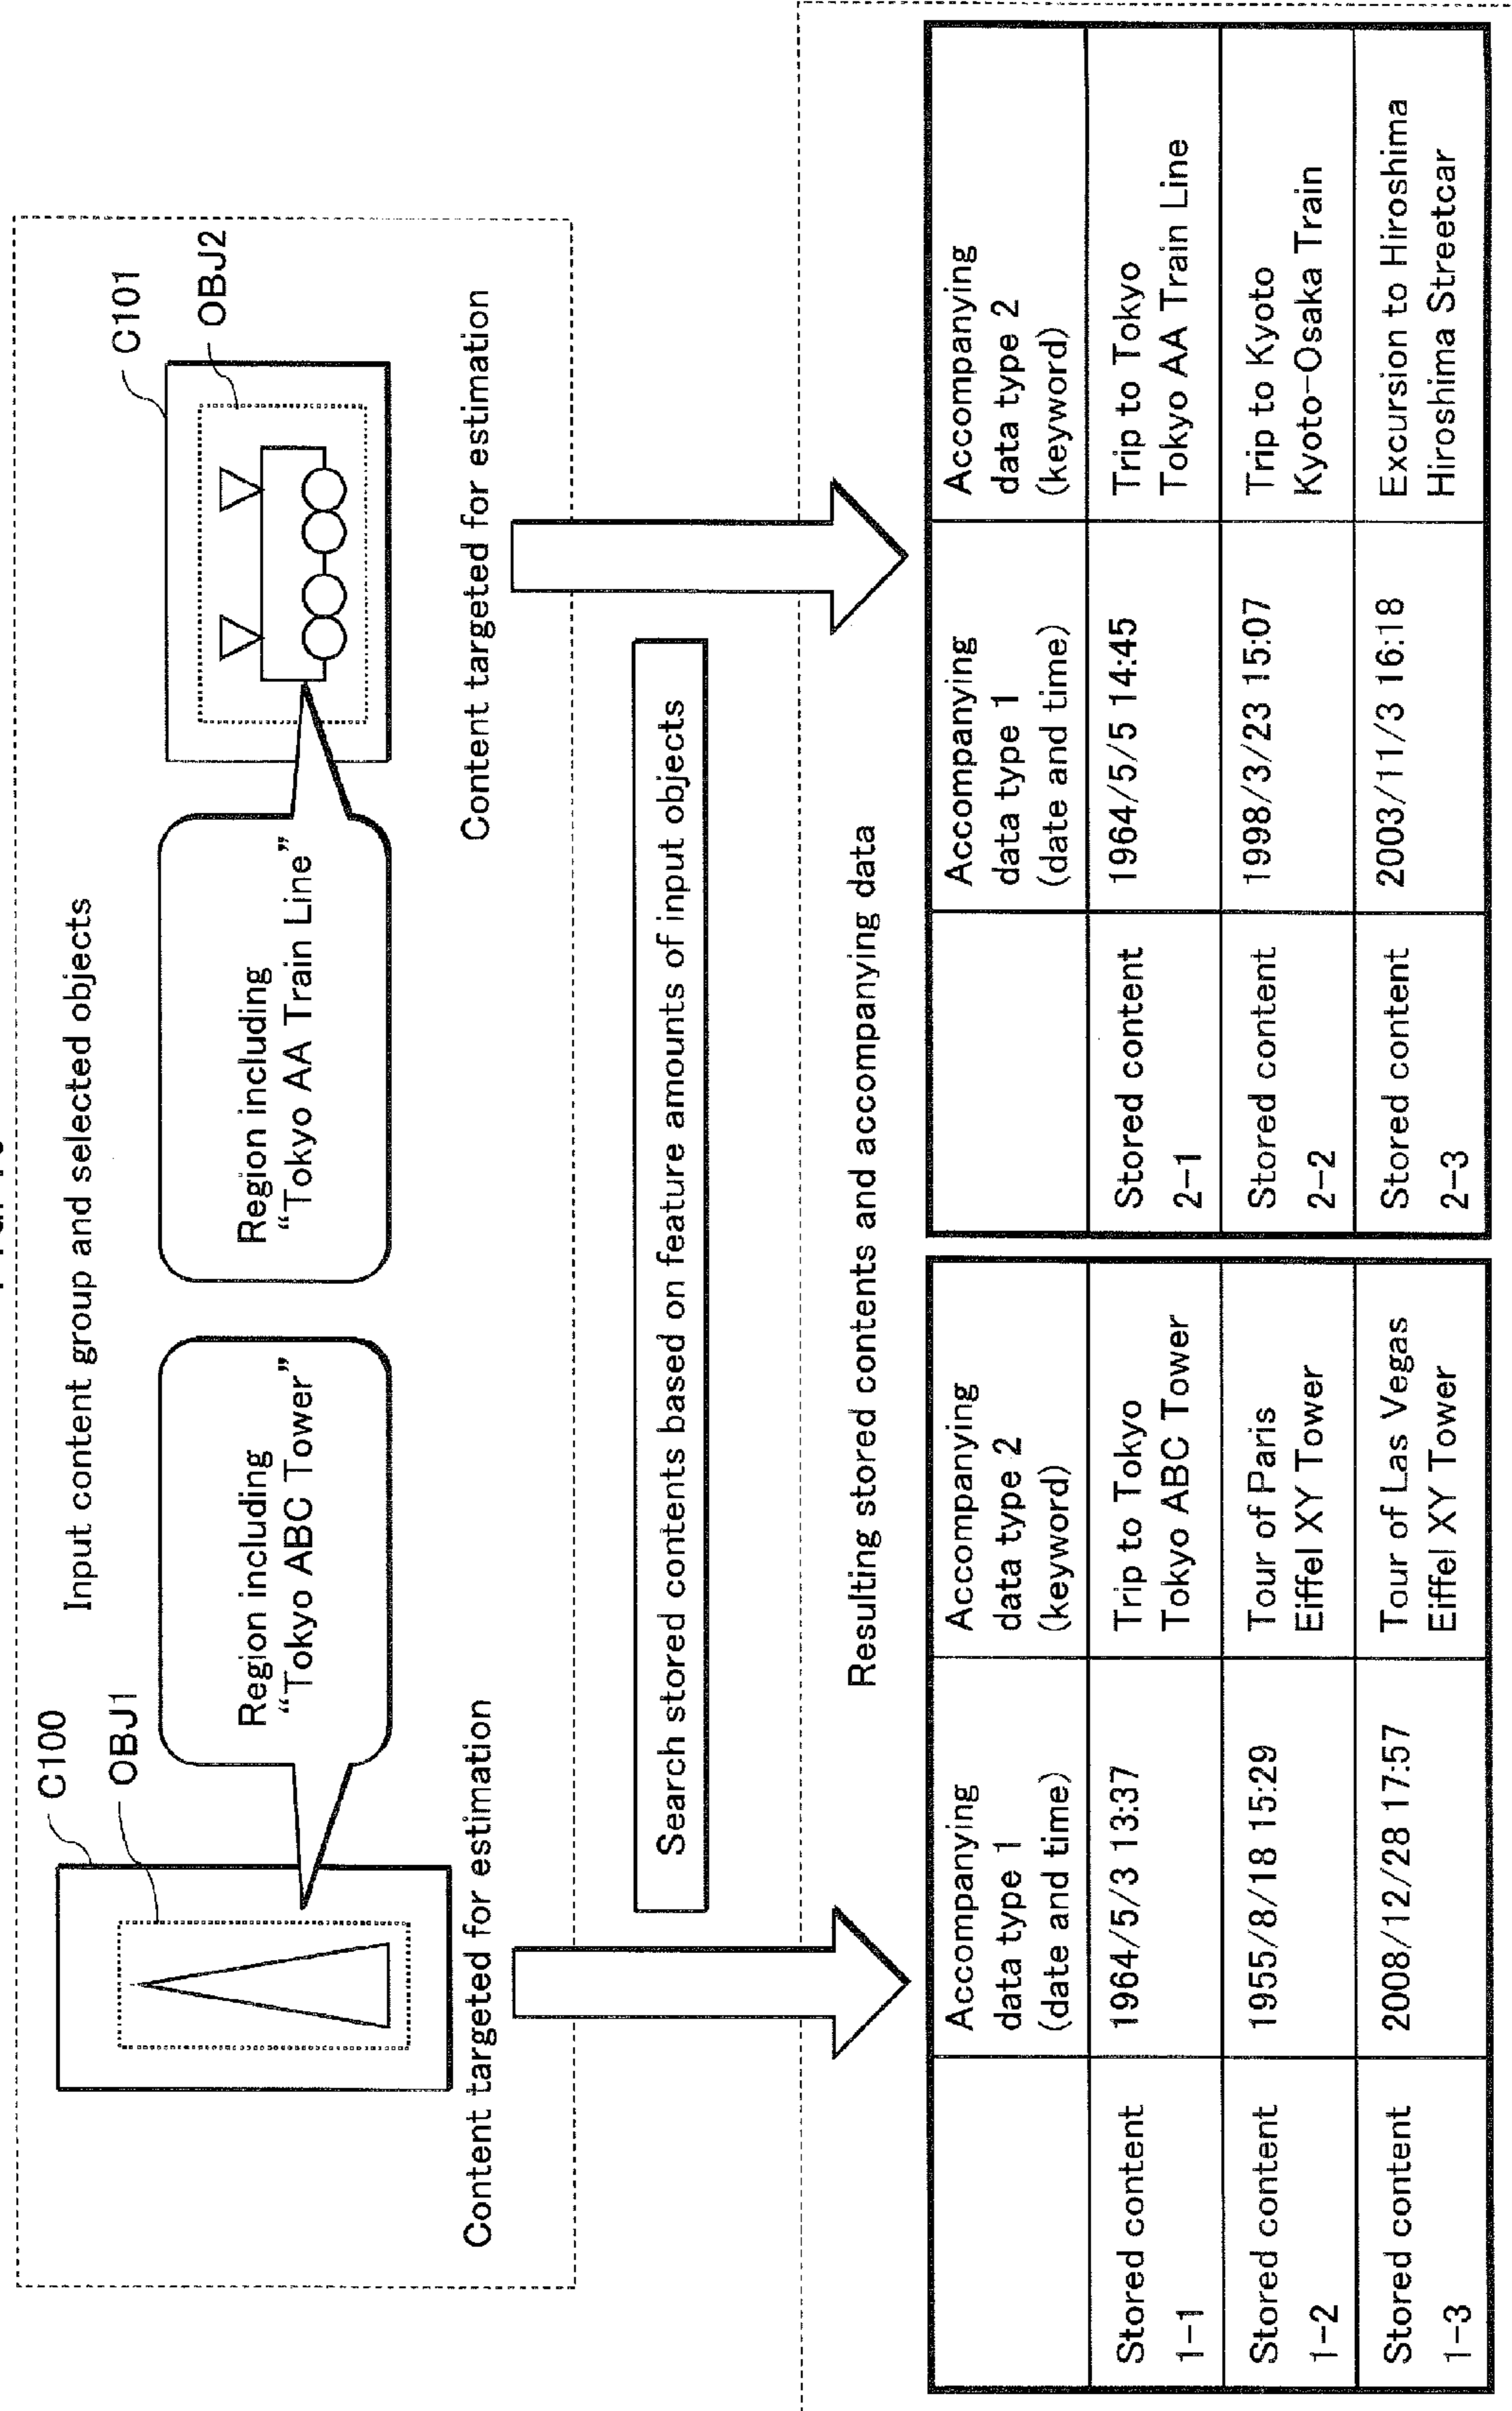 Input content group and selected objects
C100
OBJ1
Region including
“Tokyo ABC Tower”
Region including
“Tokyo AA Train Line”
C101
OBJ2
Content targeted for estimation
Content targeted for estimation
Search stored contents based on feature amounts of input objects
Resulting stored contents and accompanying data
Accompanying
data type 1
(date and time)
Accompanying
data type 2
(keyword)
Stored content
1-1
1964/5/3 13:37
Trip to Tokyo
Tokyo ABC Tower
Stored content
1-2
1955/8/18 15:29
Tour of Paris
Eiffel XY Tower
Stored content
1-3
2008/12/28 17:57
Tour of Las Vegas
Eiffel XY Tower
Accompanying
data type 1
(date and time)
Accompanying
data type 2
(keyword)
Stored content
2-1
1964/5/5 14:45
Trip to Tokyo
Tokyo AA Train Line
Stored content
2-2
1998/3/23 15:07
Trip to Kyoto
Kyoto-Osaka Train
Stored content
2-3
2003/11/3 16:18
Excursion to Hiroshima
Hiroshima Streetcar